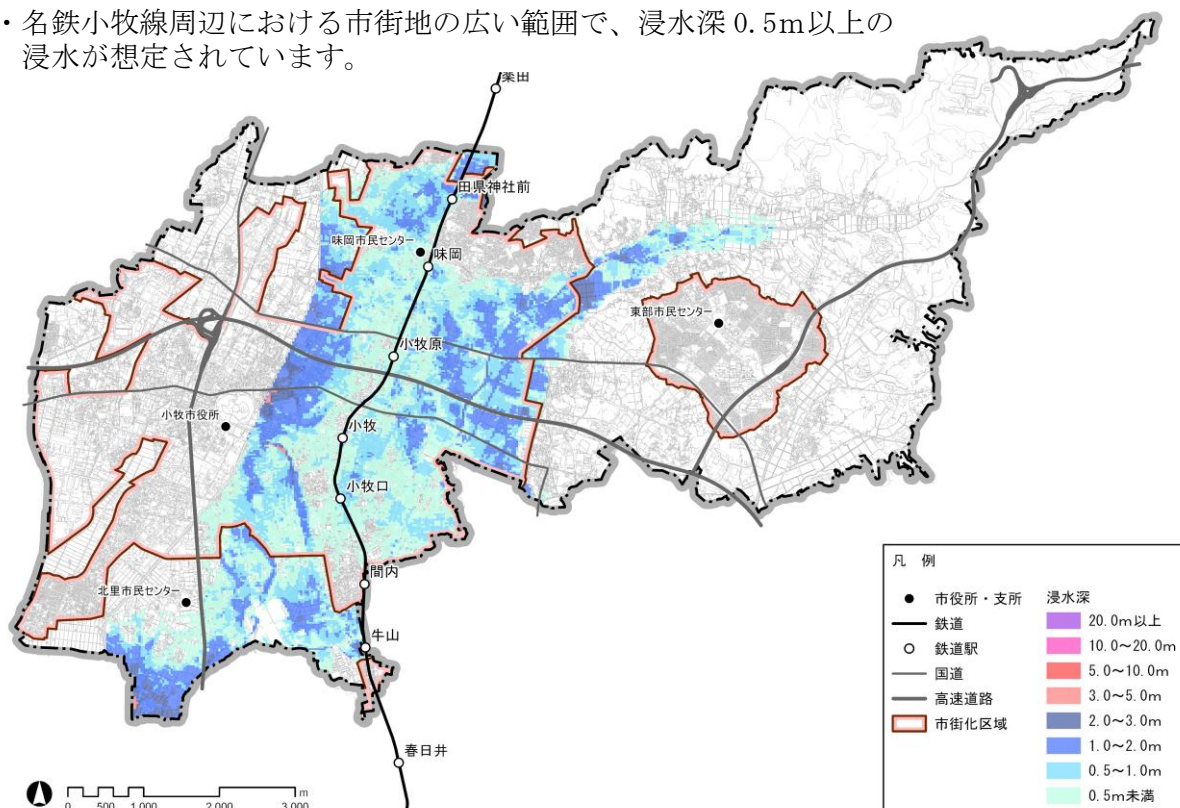 ・名鉄小牧線周辺における市街地の広い範囲で、浸水深 0.5m以上の
浸水が想定されています。
楽田
田県神社前
味岡市民センター
味岡
東部市民センター
小牧原
小牧市役所
小牧
小牧口
間内
北里市民センター
牛山
春日井
凡 例
市役所・支所
鉄道
鉄道駅
国道
高速道路
市街化区域
浸水深
20.0m以上
10.0～20.0m
5.0～10.0m
3.0～5.0m
2.0～3.0m
1.0～2.0m
0.5～1.0m
0.5m未満
m
0 500 1,000 2,000 3,000